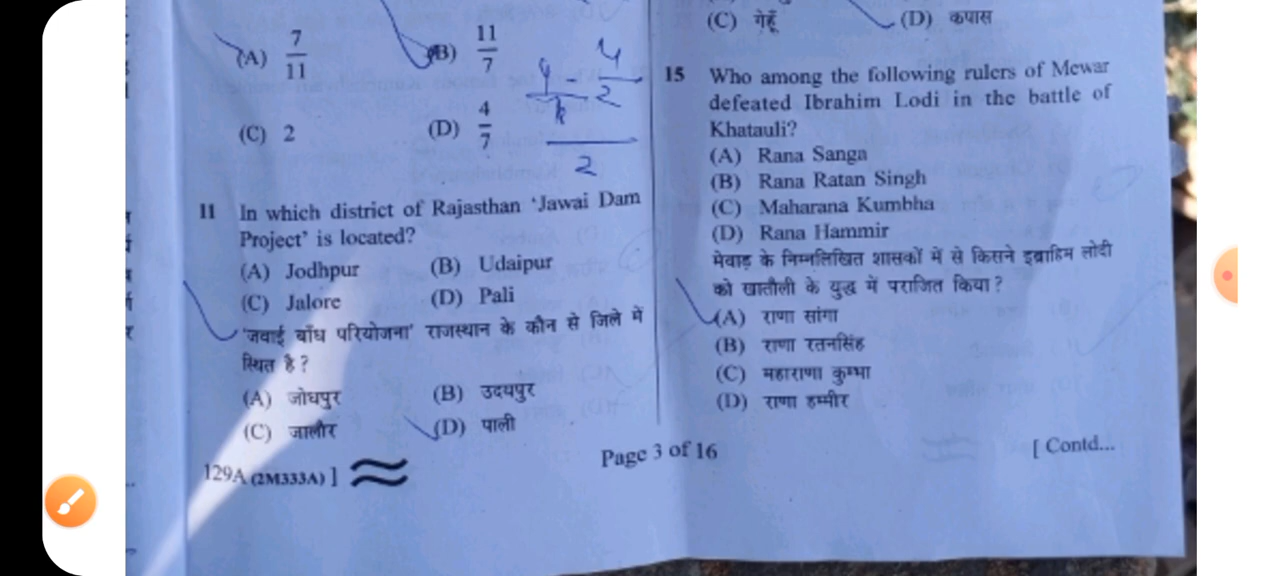 (A) 7/11
(B) 11/7
(C) 2
(D) 4/7
11 In which district of Rajasthan 'Jawai Dam
Project' is located?
(A) Jodhpur (B) Udaipur
(C) Jalore (D) Pali
'जवाई बाँध परियोजना' राजस्थान के कौन से जिले में
स्थित है ?
(A) जोधपुर (B) उदयपुर
(C) जालौर (D) पाली
129A (2M333A) ]
(C) गेहूँ (D) कपास
15 Who among the following rulers of Mewar
defeated Ibrahim Lodi in the battle of
Khatauli?
(A) Rana Sanga
(B) Rana Ratan Singh
(C) Maharana Kumbha
(D) Rana Hammir
मेवाड़ के निम्नलिखित शासकों में से किसने इब्राहिम लोदी
को खातौली के युद्ध में पराजित किया ?
(A) राणा सांगा
(B) राणा रतनसिंह
(C) महाराणा कुम्भा
(D) राणा हम्मीर
Page 3 of 16
[ Contd...